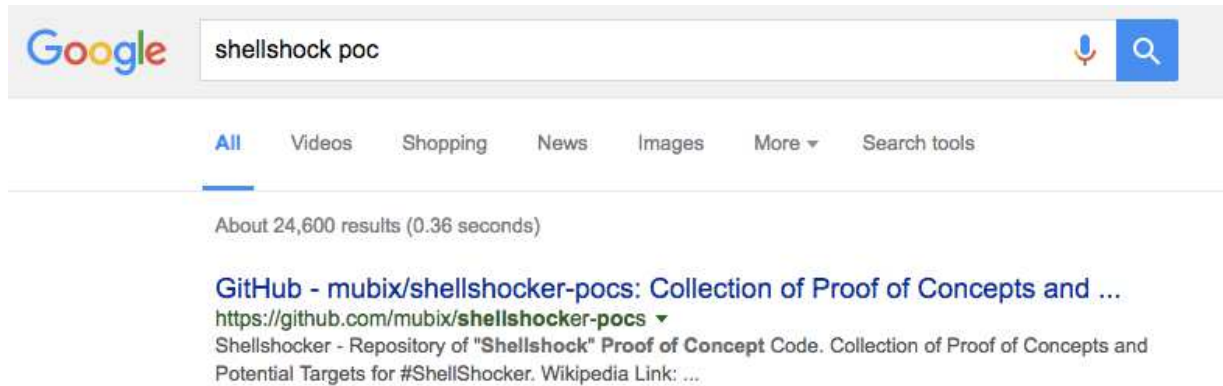 Google shellshock poc
All Videos Shopping News Images More Search tools
About 24,600 results (0.36 seconds)
GitHub - mubix/shellshocker-pocs: Collection of Proof of Concepts and ...
https://github.com/mubix/shellshocker-pocs
Shellshocker - Repository of "Shellshock" Proof of Concept Code. Collection of Proof of Concepts and
Potential Targets for #ShellShocker. Wikipedia Link: ...